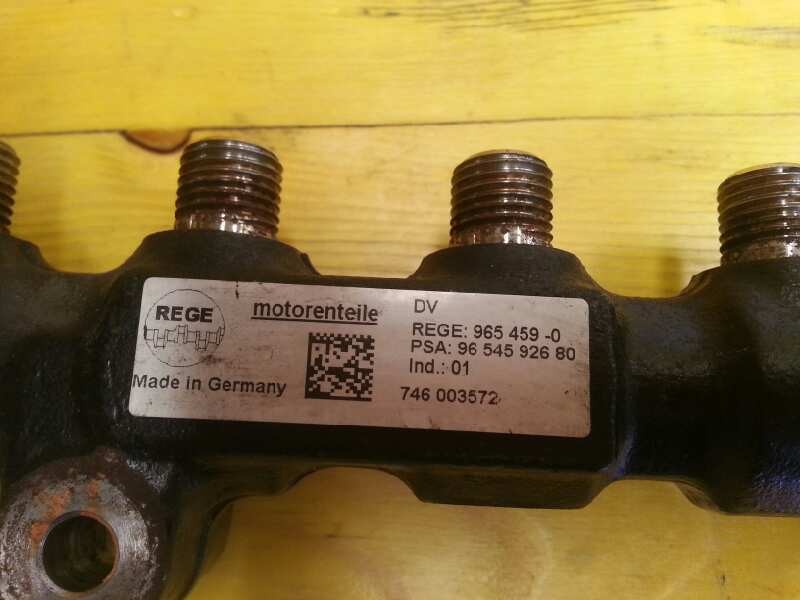 REGE
motorenteile
Made in Germany
DV
REGE: 965 459 -0
PSA: 96 545 926 80
Ind.: 01
746 003572